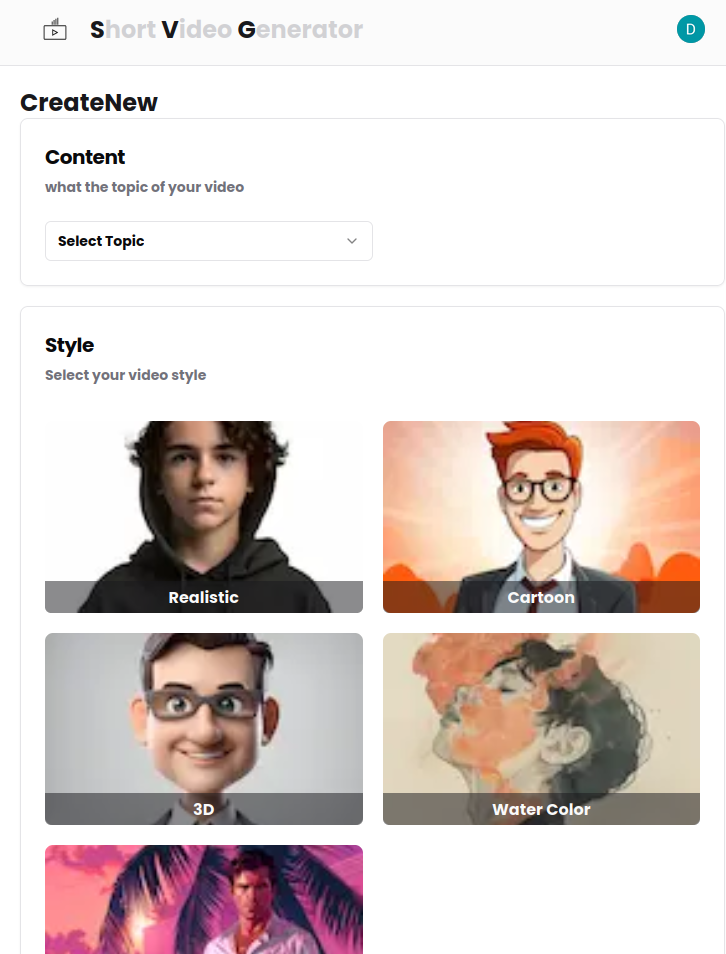 Short Video Generator
D
CreateNew
Content
what the topic of your video
Select Topic
Style
Select your video style
Realistic
Cartoon
3D
Water Color